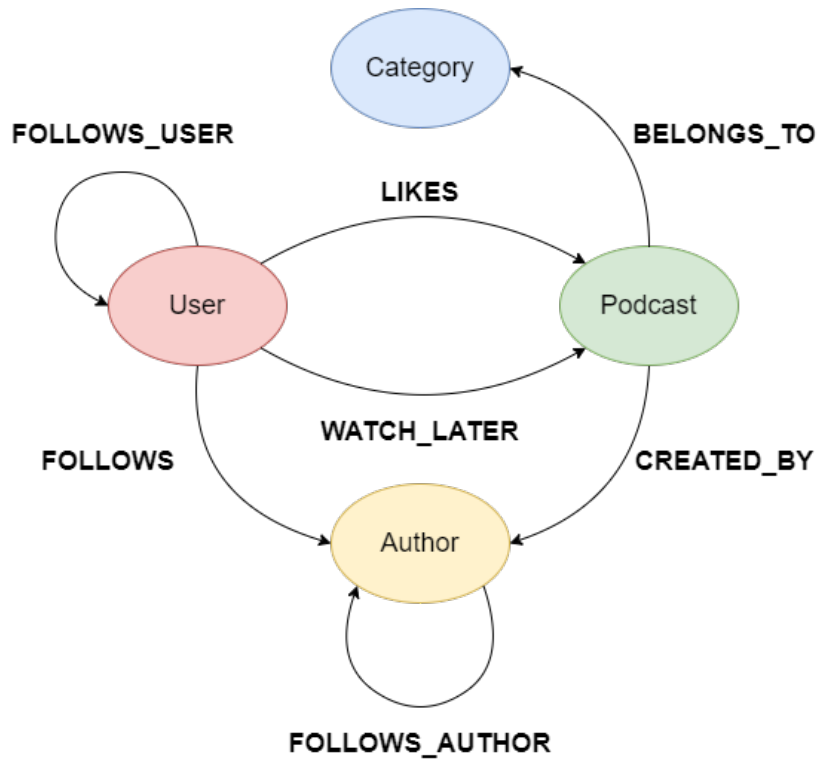 Category
FOLLOWS_USER
BELONGS_TO
LIKES
User
Podcast
WATCH_LATER
FOLLOWS
CREATED_BY
Author
FOLLOWS_AUTHOR